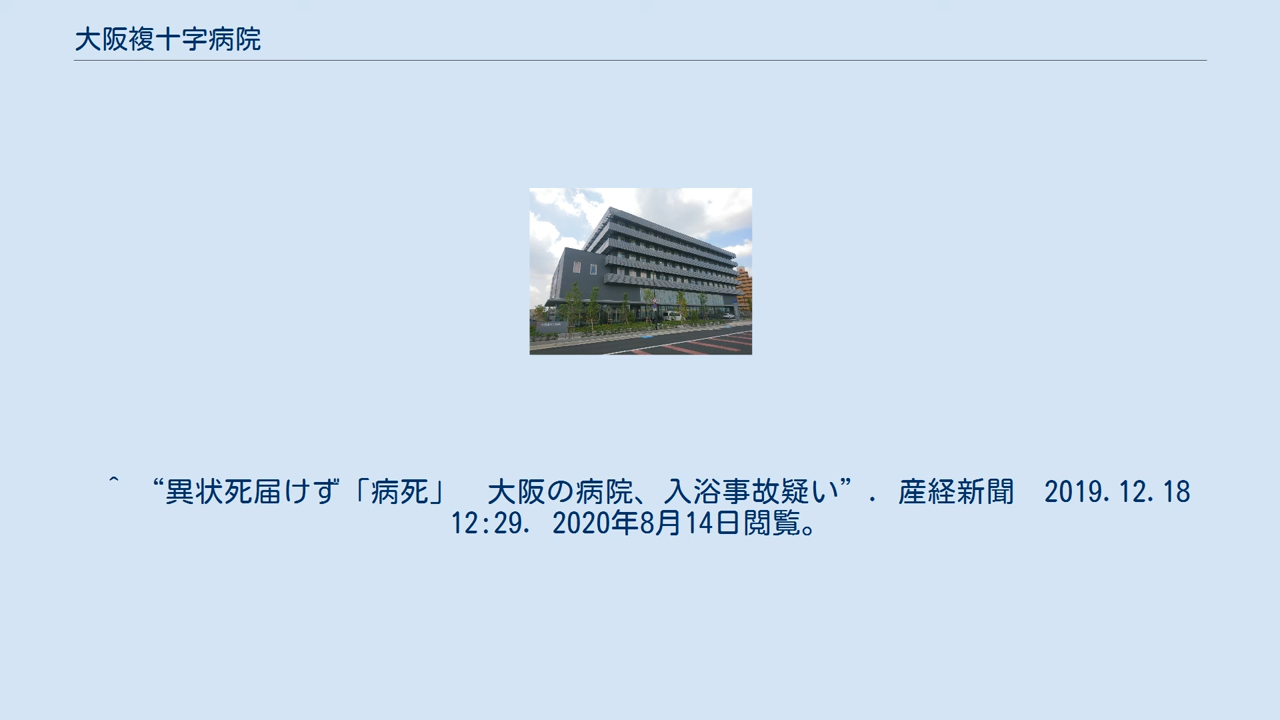 大阪複十字病院
^ “異状死届けず「病死」　大阪の病院、入浴事故疑い”. 産経新聞　2019.12.18
12:29. 2020年8月14日閲覧。